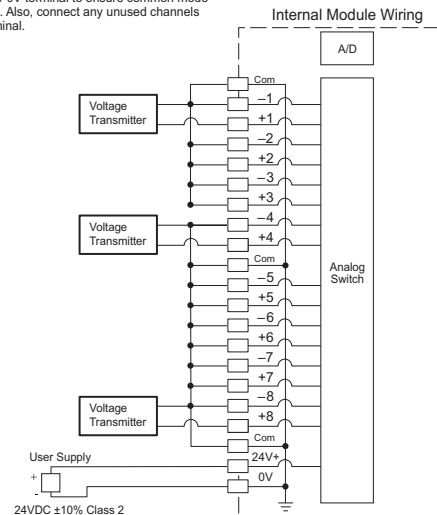 0V terminal to ensure common mode
. Also, connect any unused channels
minal.
Internal Module Wiring
A/D
Com
Voltage
Transmitter
–1
+1
–2
+2
–3
+3
Voltage
Transmitter
–4
+4
Com
Analog
Switch
–5
+5
–6
+6
–7
+7
Voltage
Transmitter
–8
+8
Com
User Supply
24V+
+
0V
-
24VDC ±10% Class 2